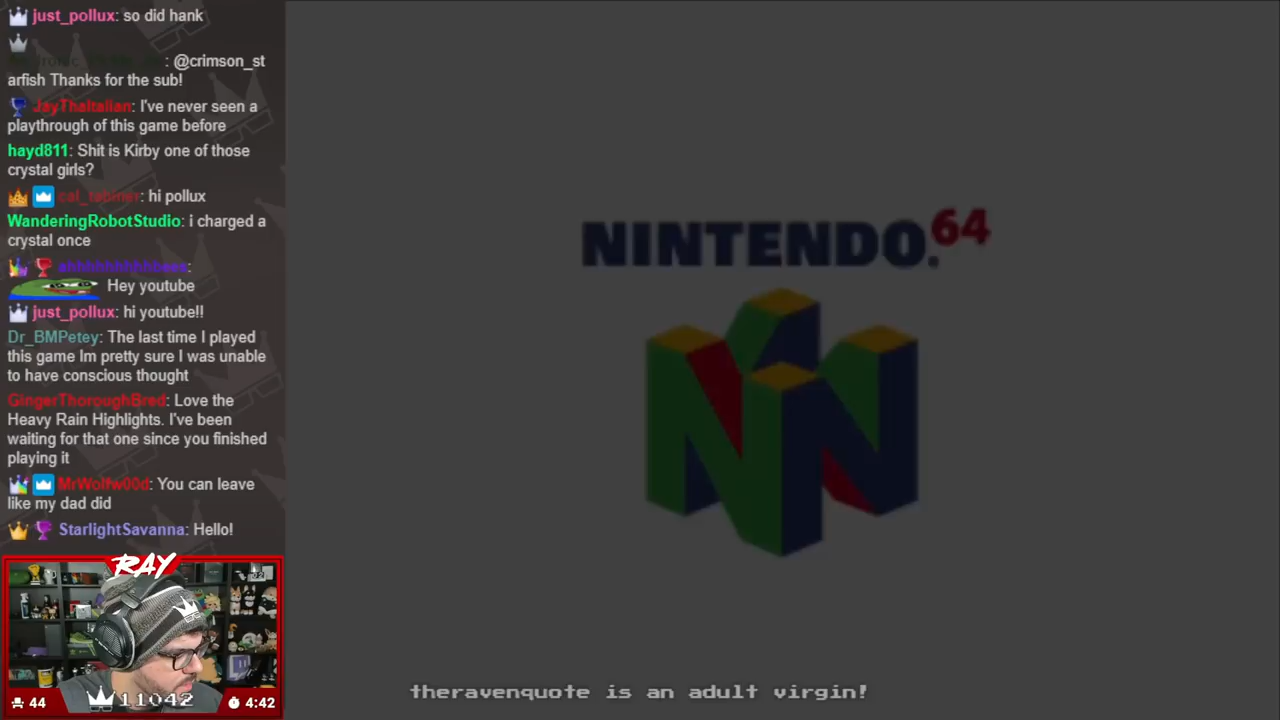 just_pollux: so did hank
: @crimson_st
arfish Thanks for the sub!
JayThaItalian: I've never seen a
playthrough of this game before
hayd811: Shit is Kirby one of those
crystal girls?
: hi pollux
WanderingRobotStudio: i charged a
crystal once
Hey youtube
just_pollux: hi youtube!!
Dr_BMPetey: The last time I played
this game Im pretty sure I was unable
to have conscious thought
GingerThoroughBred: Love the
Heavy Rain Highlights. I've been
waiting for that one since you finished
playing it
MrWolfw00d: You can leave
like my dad did
StarlightSavanna: Hello!
RAY
44
11042
4:42
NINTENDO.64
theravenquote is an adult virgin!